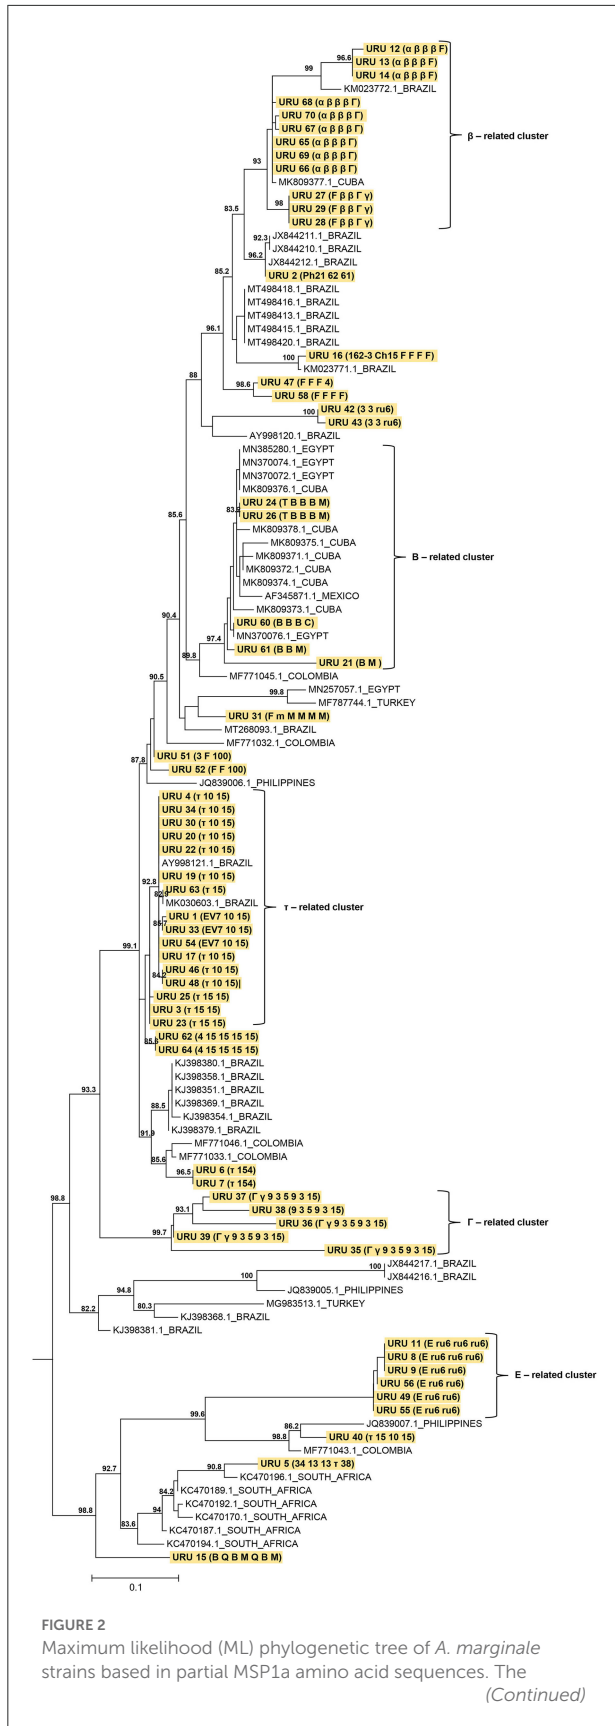 URU 12 (α β β β F)
96.6
URU 13 (α β β β F)
99
URU 14 (α β β β F)
KM023772.1_BRAZIL
URU 68 (α β β β Γ)
URU 70 (α β β β Γ)
URU 67 (α β β β Γ)
β – related cluster
URU 65 (α β β β Γ)
URU 69 (α β β β Γ)
93
URU 66 (α β β β Γ)
MK809377.1_CUBA
URU 27 (F β β Γ γ)
98
URU 29 (F β β Γ γ)
83.5
URU 28 (F β β Γ γ)
92.3
JX844211.1_BRAZIL
JX844210.1_BRAZIL
96.2
JX844212.1_BRAZIL
85.2
URU 2 (Ph21 62 61)
MT498418.1_BRAZIL
MT498416.1_BRAZIL
MT498413.1_BRAZIL
96.1
MT498415.1_BRAZIL
MT498420.1_BRAZIL
100
URU 16 (162-3 Ch15 F F F F)
KM023771.1_BRAZIL
88
98.6
URU 47 (F F F 4)
URU 58 (F F F F)
100
URU 42 (3 3 ru6)
URU 43 (3 3 ru6)
AY998120.1_BRAZIL
MN385280.1_EGYPT
MN370074.1_EGYPT
MN370072.1_EGYPT
85.6
MK809376.1_CUBA
URU 24 (T B B B M)
URU 26 (T B B B M)
MK809378.1_CUBA
MK809375.1_CUBA
MK809371.1_CUBA
B – related cluster
MK809372.1_CUBA
MK809374.1_CUBA
AF345871.1_MEXICO
MK809373.1_CUBA
90.4
URU 60 (B B B C)
97.4
MN370076.1_EGYPT
89.8
URU 61 (B B M)
URU 21 (B M )
MF771045.1_COLOMBIA
90.5
99.8
MN257057.1_EGYPT
MF787744.1_TURKEY
URU 31 (F m M M M M)
MT268093.1_BRAZIL
MF771032.1_COLOMBIA
87.8
URU 51 (3 F 100)
URU 52 (F F 100)
JQ839006.1_PHILIPPINES
URU 4 (τ 10 15)
URU 34 (τ 10 15)
URU 30 (τ 10 15)
URU 20 (τ 10 15)
URU 22 (τ 10 15)
AY998121.1_BRAZIL
92.8
URU 19 (τ 10 15)
URU 63 (τ 15)
MK030603.1_BRAZIL
τ – related cluster
URU 1 (EV7 10 15)
URU 33 (EV7 10 15)
99.1
URU 54 (EV7 10 15)
URU 17 (τ 10 15)
84.2
URU 46 (τ 10 15)
URU 48 (τ 10 15)|
URU 25 (τ 15 15)
URU 3 (τ 15 15)
URU 23 (τ 15 15)
URU 62 (4 15 15 15 15)
URU 64 (4 15 15 15 15)
KJ398380.1_BRAZIL
KJ398358.1_BRAZIL
93.3
KJ398351.1_BRAZIL
88.5
KJ398369.1_BRAZIL
KJ398354.1_BRAZIL
KJ398379.1_BRAZIL
91.9
MF771046.1_COLOMBIA
85.6
MF771033.1_COLOMBIA
96.5
URU 6 (τ 154)
URU 7 (τ 154)
98.8
URU 37 (Γ γ 9 3 5 9 3 15)
93.1
URU 38 (9 3 5 9 3 15)
URU 36 (Γ γ 9 3 5 9 3 15)
Γ – related cluster
99.7
URU 39 (Γ γ 9 3 5 9 3 15)
URU 35 (Γ γ 9 3 5 9 3 15)
100
JX844217.1_BRAZIL
100
JX844216.1_BRAZIL
94.8
JQ839005.1_PHILIPPINES
82.2
80.3
MG983513.1_TURKEY
KJ398368.1_BRAZIL
KJ398381.1_BRAZIL
URU 11 (E ru6 ru6 ru6)
URU 8 (E ru6 ru6 ru6)
URU 9 (E ru6 ru6)
E – related cluster
URU 56 (E ru6 ru6)
URU 49 (E ru6 ru6)
URU 55 (E ru6 ru6)
99.6
86.2
JQ839007.1_PHILIPPINES
98.8
URU 40 (τ 15 10 15)
MF771043.1_COLOMBIA
92.7
90.8
URU 5 (34 13 13 τ 38)
KC470196.1_SOUTH_AFRICA
84.2
KC470189.1_SOUTH_AFRICA
94
KC470192.1_SOUTH_AFRICA
98.8
KC470170.1_SOUTH_AFRICA
83.6
KC470187.1_SOUTH_AFRICA
KC470194.1_SOUTH_AFRICA
URU 15 (B Q B M Q B M)
0.1
FIGURE 2
Maximum likelihood (ML) phylogenetic tree of A. marginale
strains based in partial MSP1a amino acid sequences. The
(Continued)